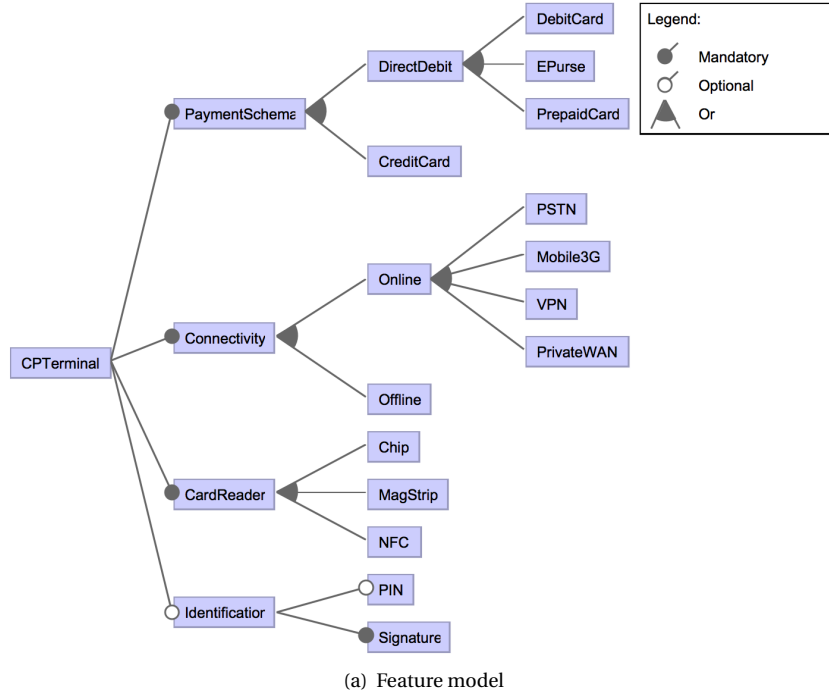 DebitCard
Legend:
DirectDebit
EPurse
Mandatory
Optional
PaymentSchema
PrepaidCard
Or
CreditCard
PSTN
Mobile3G
Online
VPN
Connectivity
PrivateWAN
CPTerminal
Offline
Chip
CardReader
MagStrip
NFC
PIN
Identification
Signature
(a) Feature model